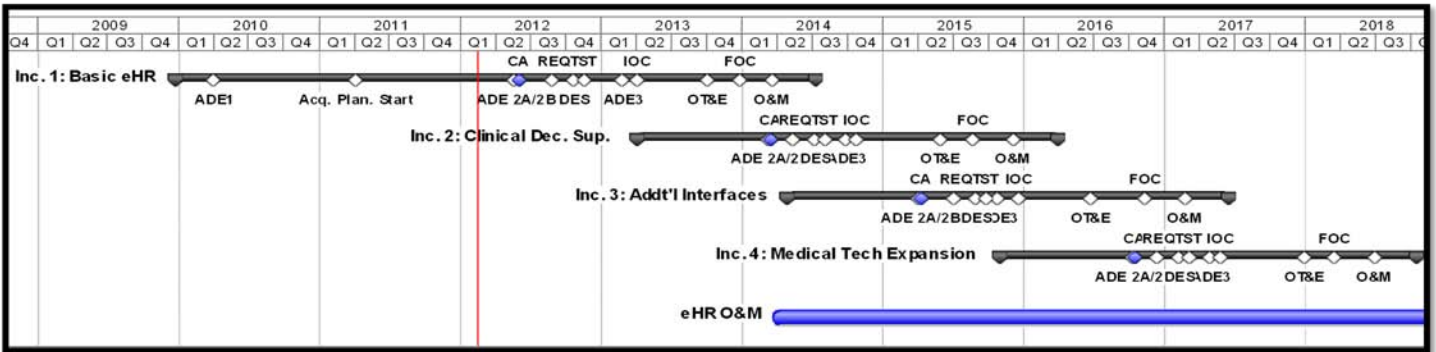 2009 2010 2011 2012 2013 2014 2015 2016 2017 2018
Q4 Q1 Q2 Q3 Q4 Q1 Q2 Q3 Q4 Q1 Q2 Q3 Q4 Q1 Q2 Q3 Q4 Q1 Q2 Q3 Q4 Q1 Q2 Q3 Q4 Q1 Q2 Q3 Q4 Q1 Q2 Q3 Q4 Q1 Q2 Q3 Q4 Q1 Q2 Q3
CA REQTST IOC FOC
Inc. 1: Basic eHR
ADE1 Acq. Plan. Start ADE 2A/2B DES ADE3 OT&E O&M
CAREQTST IOC FOC
Inc. 2: Clinical Dec. Sup.
ADE 2A/2 DES ADE3 OT&E O&M
CA REQTST IOC FOC
Inc. 3: Addt'l Interfaces
ADE 2A/2BDES DE3 OT&E O&M
CAREQTST IOC FOC
Inc. 4: Medical Tech Expansion
ADE 2A/2 DES ADE3 OT&E O&M
eHR O&M